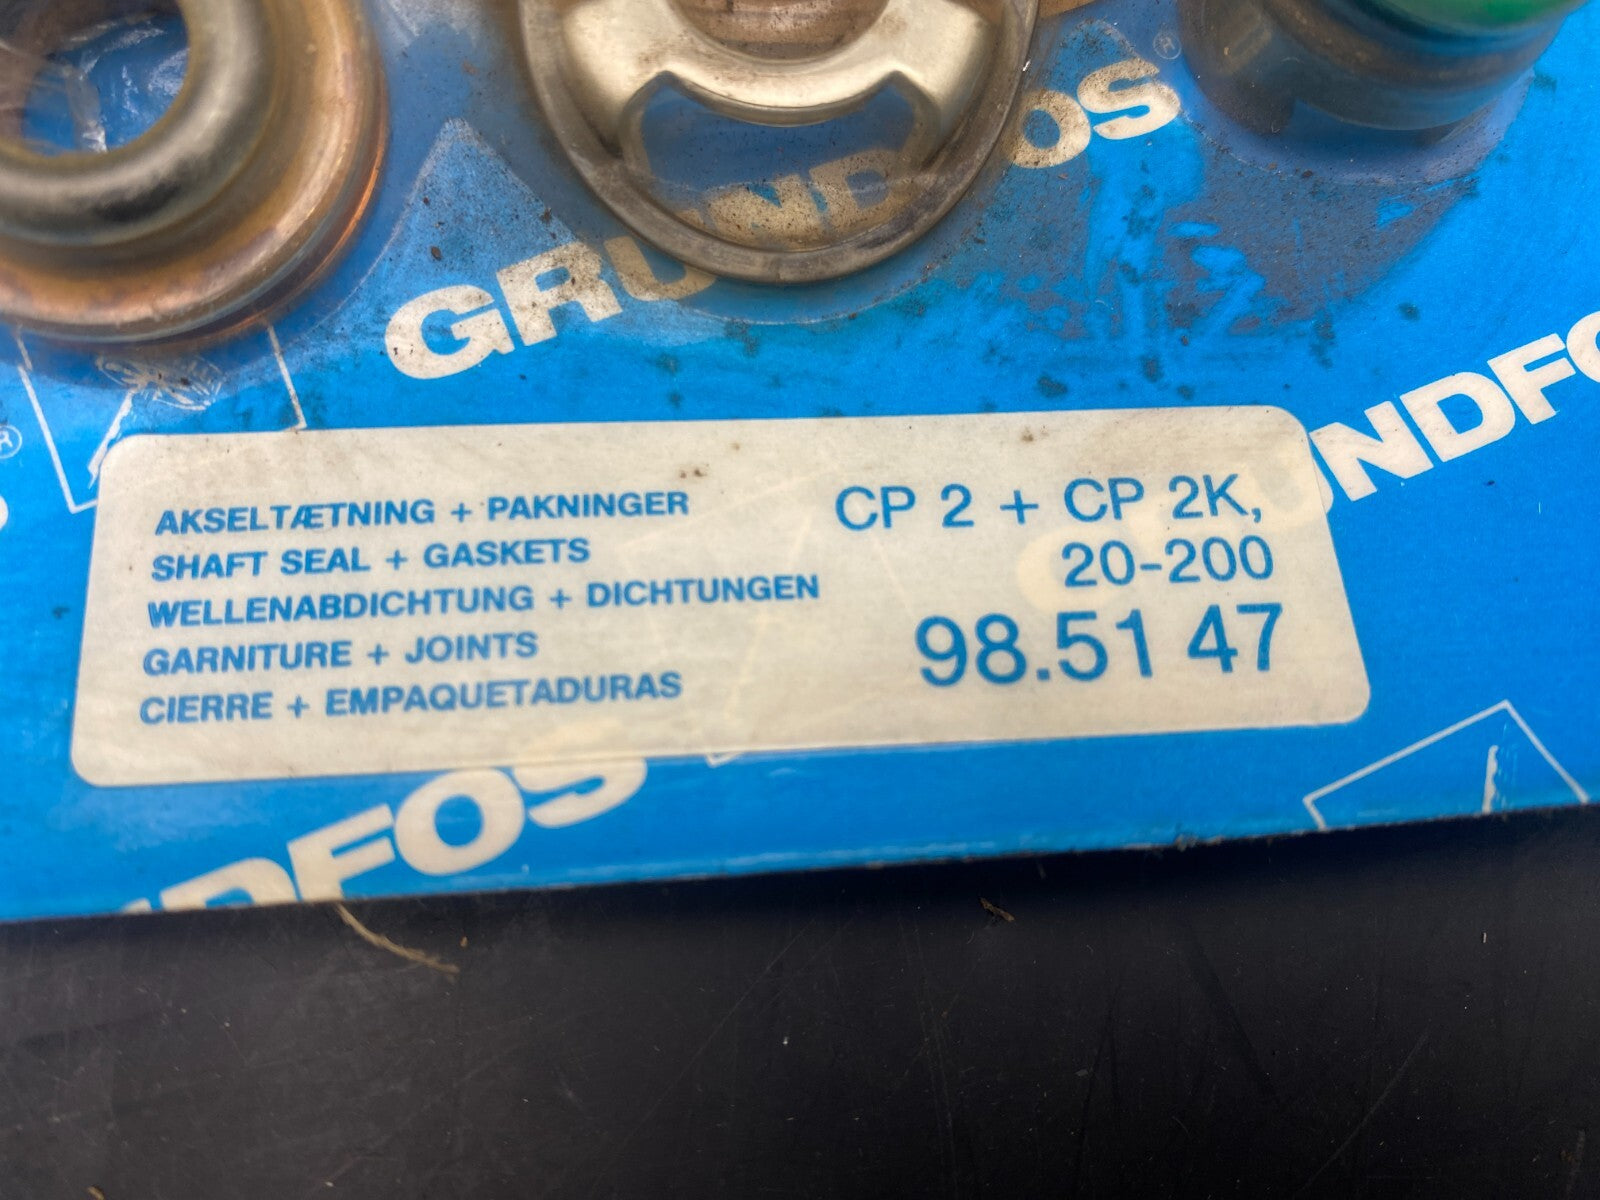 GRUNDFOS®
®
GRUNDFOS
AKSELTÆTNING + PAKNINGER
SHAFT SEAL + GASKETS
WELLENABDICHTUNG + DICHTUNGEN
GARNITURE + JOINTS
CIERRE + EMPAQUETADURAS
CP 2 + CP 2K,
20-200
98.51 47
NDFOS